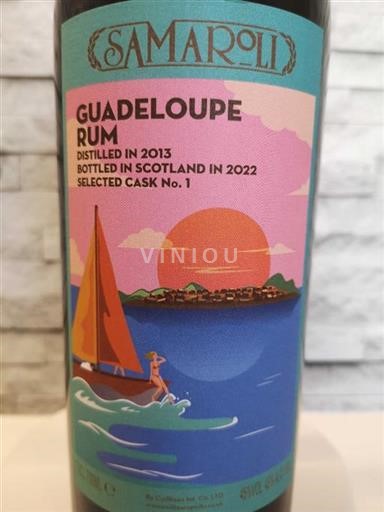 SAMAROLI
GUADELOUPE
RUM
DISTILLED IN 2013
BOTTLED IN SCOTLAND IN 2022
SELECTED CASK No. 1
VINIOU